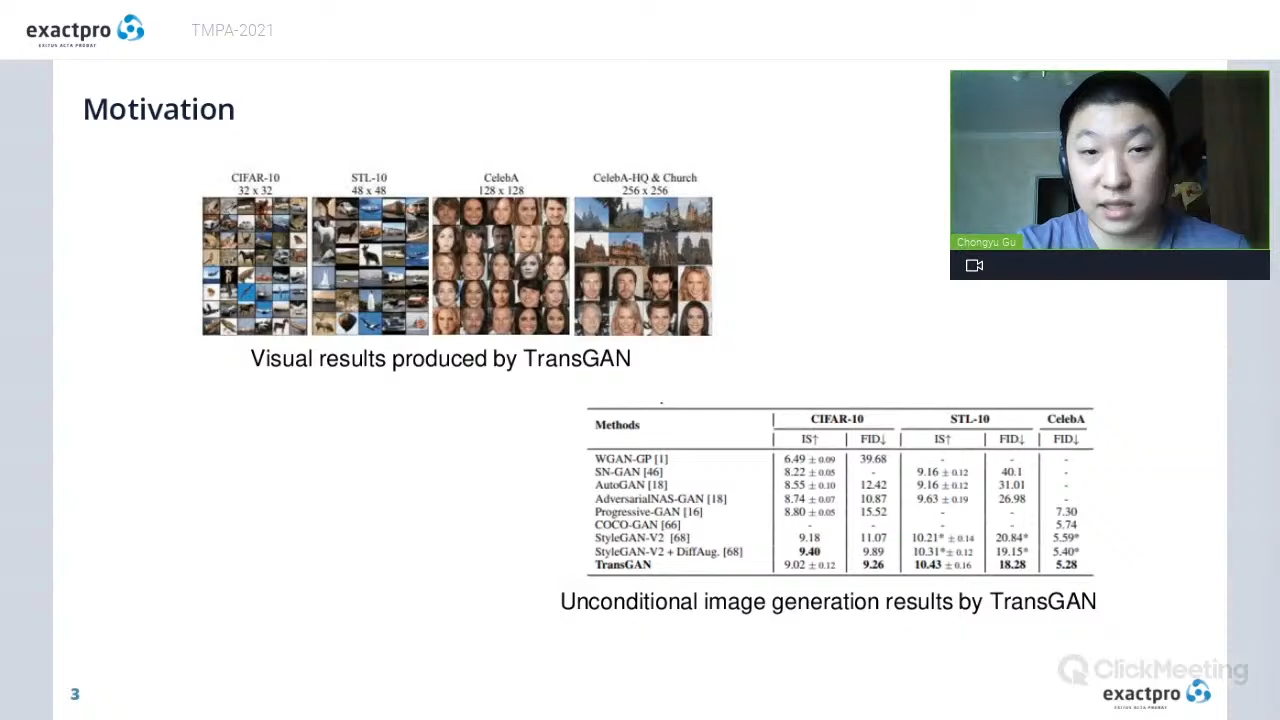 exactpro
EXITUS ACTA PROBAT
TMPA-2021
Motivation
Chongyu Gu
CIFAR-10 STL-10 CelebA CelebA-HQ & Church
32 x 32 48 x 48 128 x 128 256 x 256
Visual results produced by TransGAN
Methods CIFAR-10 STL-10 CelebA
IS↑ FID↓ IS↑ FID↓ FID↓
WGAN-GP [1] 6.49 ± 0.09 39.68 - - -
SN-GAN [46] 8.22 ± 0.05 - 9.16 ± 0.12 40.1 -
AutoGAN [18] 8.55 ± 0.10 12.42 9.16 ± 0.12 31.01 -
AdversarialNAS-GAN [18] 8.74 ± 0.07 10.87 9.63 ± 0.19 26.98 -
Progressive-GAN [16] 8.80 ± 0.05 15.52 - - 7.30
COCO-GAN [66] - - - - 5.74
StyleGAN-V2 [68] 9.18 11.07 10.21* ± 0.14 20.84* 5.59*
StyleGAN-V2 + DiffAug. [68] 9.40 9.89 10.31*± 0.12 19.15* 5.40*
TransGAN 9.02 ± 0.12 9.26 10.43 ± 0.16 18.28 5.28
Unconditional image generation results by TransGAN
ClickMeeting
3
exactpro
EXITUS ACTA PROBAT